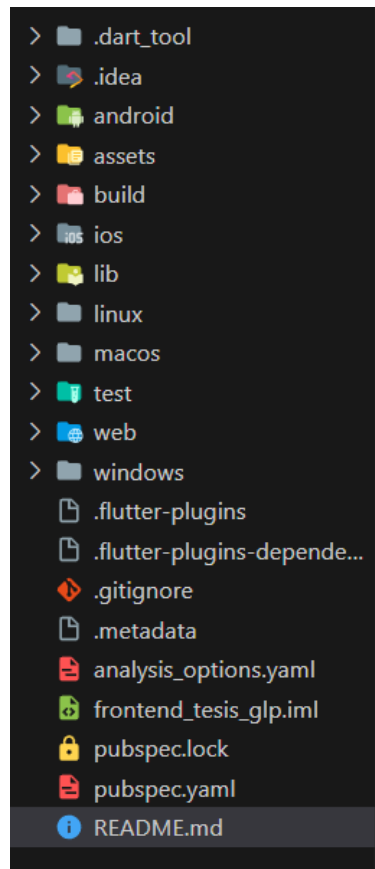 .dart_tool
.idea
android
assets
build
iOS
ios
lib
linux
macos
test
web
windows
.flutter-plugins
.flutter-plugins-depende...
.gitignore
.metadata
analysis_options.yaml
frontend_tesis_glp.iml
pubspec.lock
pubspec.yaml
README.md